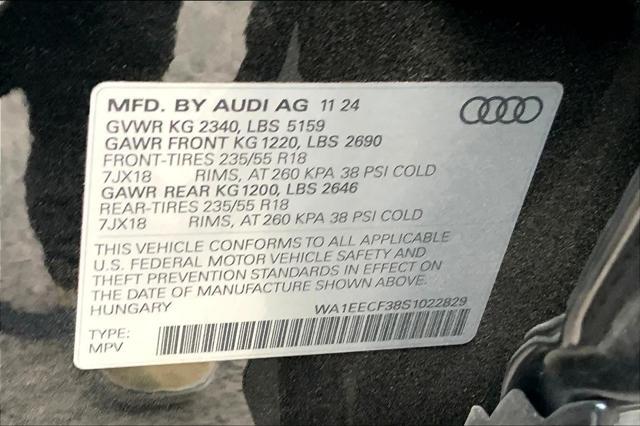 MFD. BY AUDI AG 11 24
GVWR KG 2340, LBS 5159
GAWR FRONT KG 1220, LBS 2690
FRONT-TIRES 235/55 R18
7JX18 RIMS, AT 260 KPA 38 PSI COLD
GAWR REAR KG 1200, LBS 2646
REAR-TIRES 235/55 R18
7JX18 RIMS, AT 260 KPA 38 PSI COLD
THIS VEHICLE CONFORMS TO ALL APPLICABLE
U.S. FEDERAL MOTOR VEHICLE SAFETY AND
THEFT PREVENTION STANDARDS IN EFFECT ON
THE DATE OF MANUFACTURE SHOWN ABOVE.
HUNGARY WA1EECF38S1022829
TYPE:
MPV